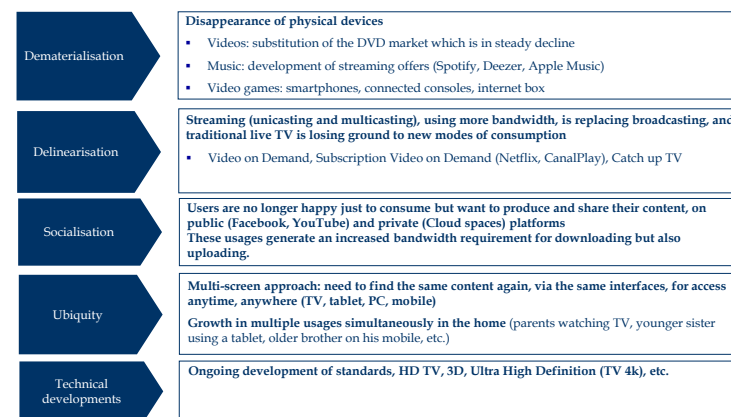 Dematerialisation
Disappearance of physical devices
▪ Videos: substitution of the DVD market which is in steady decline
▪ Music: development of streaming offers (Spotify, Deezer, Apple Music)
▪ Video games: smartphones, connected consoles, internet box
Delinearisation
Streaming (unicasting and multicasting), using more bandwidth, is replacing broadcasting, and
traditional live TV is losing ground to new modes of consumption
▪ Video on Demand, Subscription Video on Demand (Netflix, CanalPlay), Catch up TV
Socialisation
Users are no longer happy just to consume but want to produce and share their content, on
public (Facebook, YouTube) and private (Cloud spaces) platforms
These usages generate an increased bandwidth requirement for downloading but also
uploading.
Ubiquity
Multi-screen approach: need to find the same content again, via the same interfaces, for access
anytime, anywhere (TV, tablet, PC, mobile)
Growth in multiple usages simultaneously in the home (parents watching TV, younger sister
using a tablet, older brother on his mobile, etc.)
Technical
developments
Ongoing development of standards, HD TV, 3D, Ultra High Definition (TV 4k), etc.